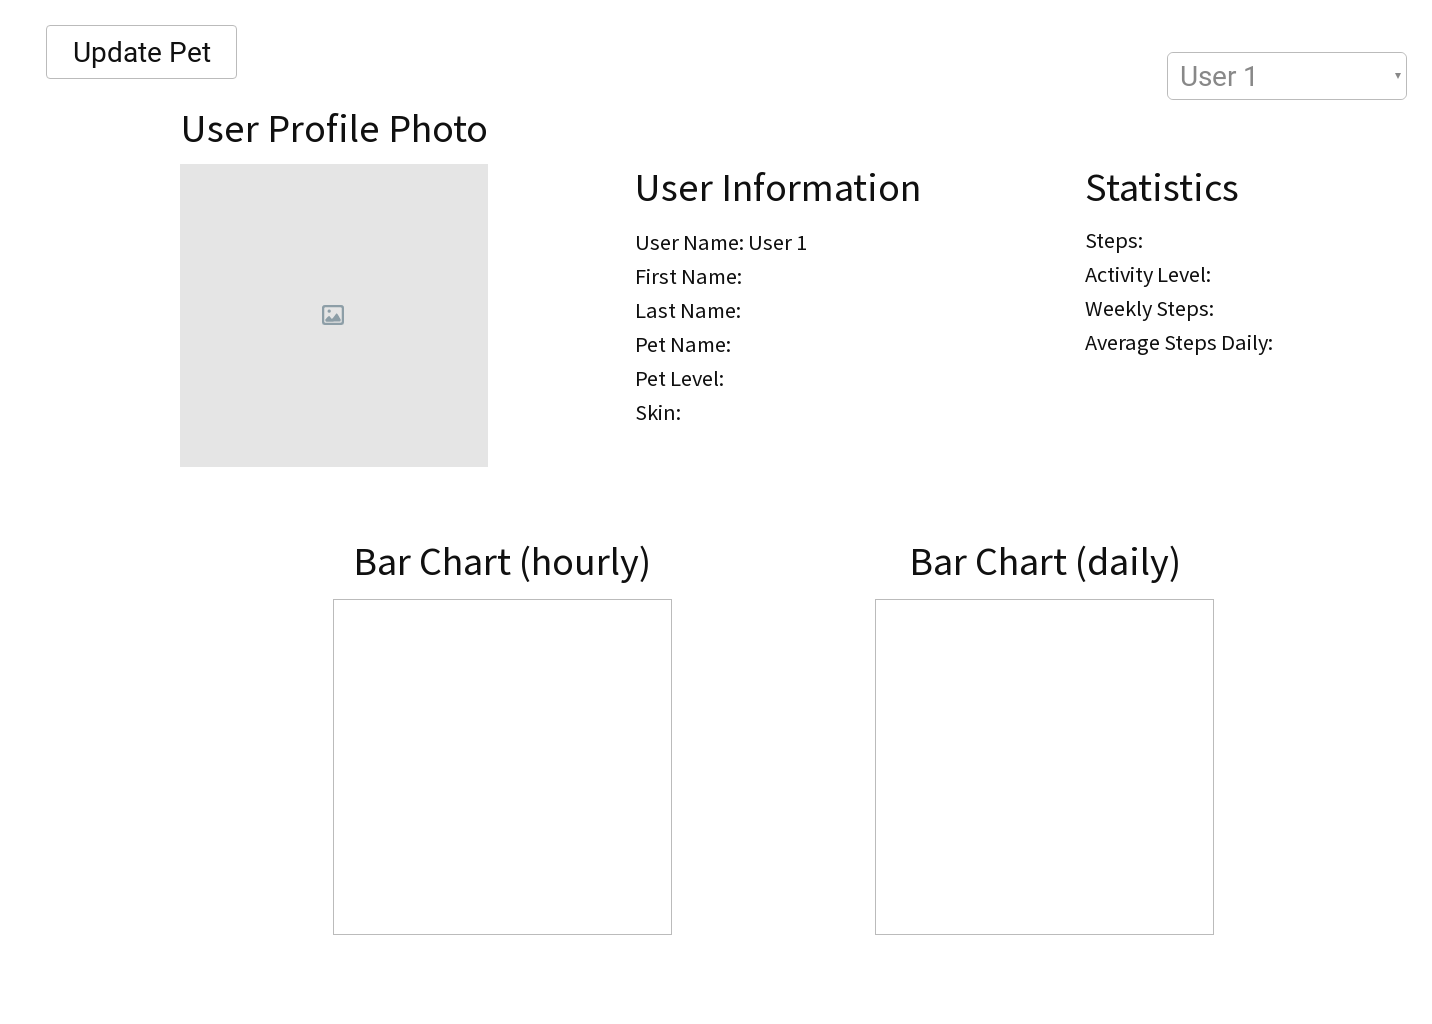 Update Pet
User 1
User Profile Photo
User Information
User Name: User 1
First Name:
Last Name:
Pet Name:
Pet Level:
Skin:
Statistics
Steps:
Activity Level:
Weekly Steps:
Average Steps Daily:
Bar Chart (hourly)
Bar Chart (daily)